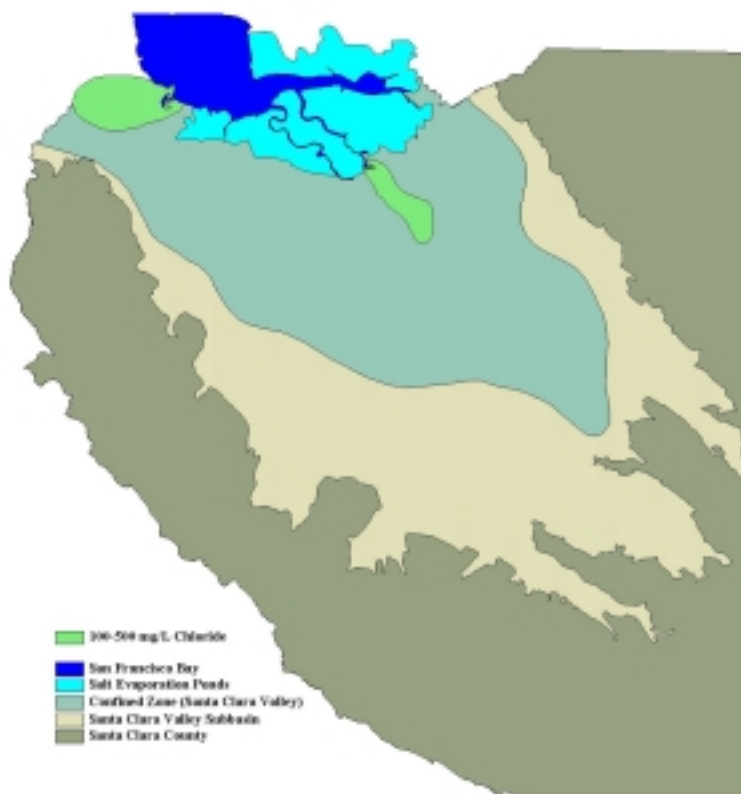 100-500 mg/L Chloride
San Francisco Bay
Salt Evaporation Ponds
Confined Zone (Santa Clara Valley)
Santa Clara Valley Subbasin
Santa Clara County